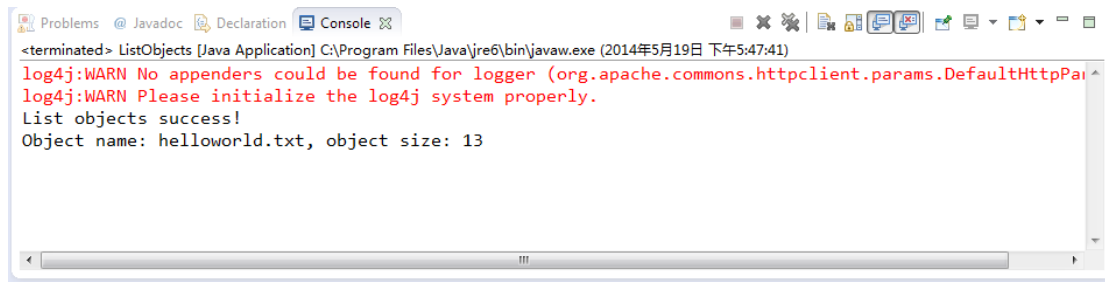 Problems @ Javadoc Declaration Console
<terminated> ListObjects [Java Application] C:\Program Files\Java\jre6\bin\javaw.exe (2014年5月19日 下午5:47:41)
log4j:WARN No appenders could be found for logger (org.apache.commons.httpclient.params.DefaultHttpPar
log4j:WARN Please initialize the log4j system properly.
List objects success!
Object name: helloworld.txt, object size: 13